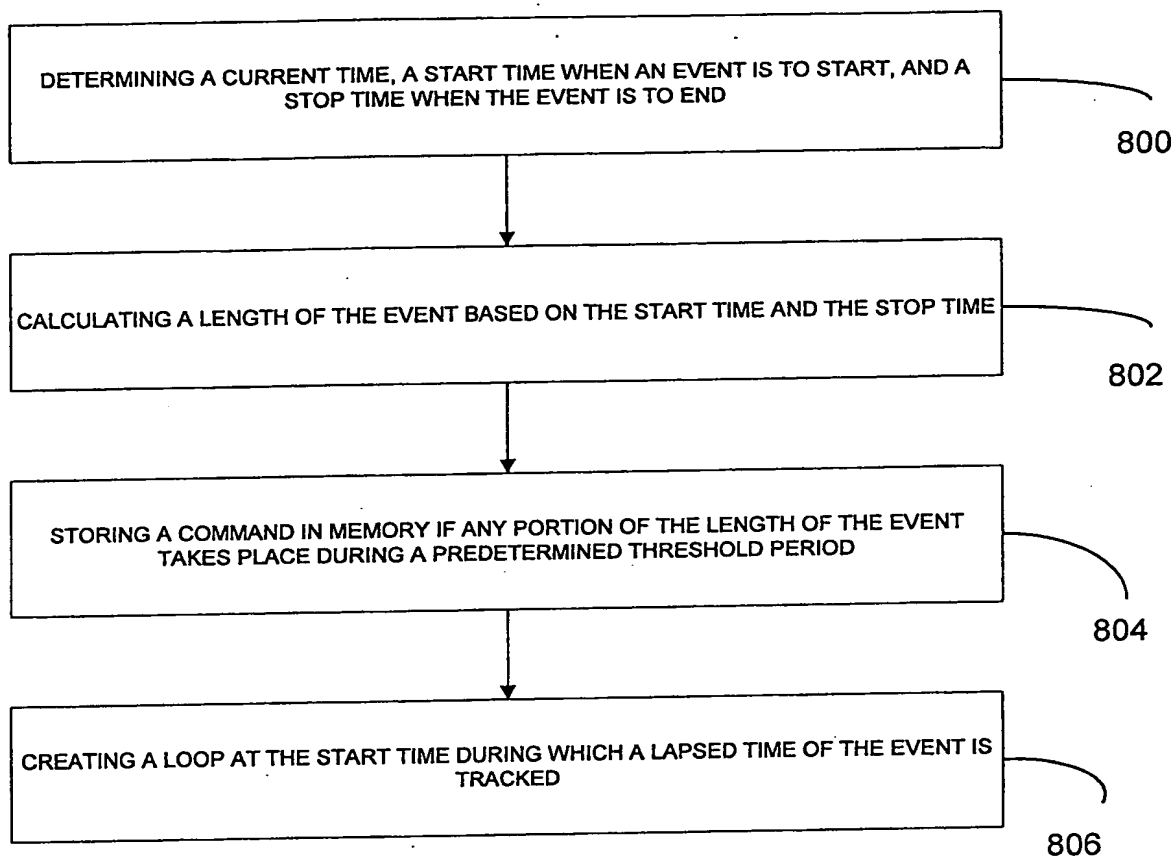 DETERMINING A CURRENT TIME, A START TIME WHEN AN EVENT IS TO START, AND A
STOP TIME WHEN THE EVENT IS TO END
800
CALCULATING A LENGTH OF THE EVENT BASED ON THE START TIME AND THE STOP TIME
802
STORING A COMMAND IN MEMORY IF ANY PORTION OF THE LENGTH OF THE EVENT
TAKES PLACE DURING A PREDETERMINED THRESHOLD PERIOD
804
CREATING A LOOP AT THE START TIME DURING WHICH A LAPSED TIME OF THE EVENT IS
TRACKED
806